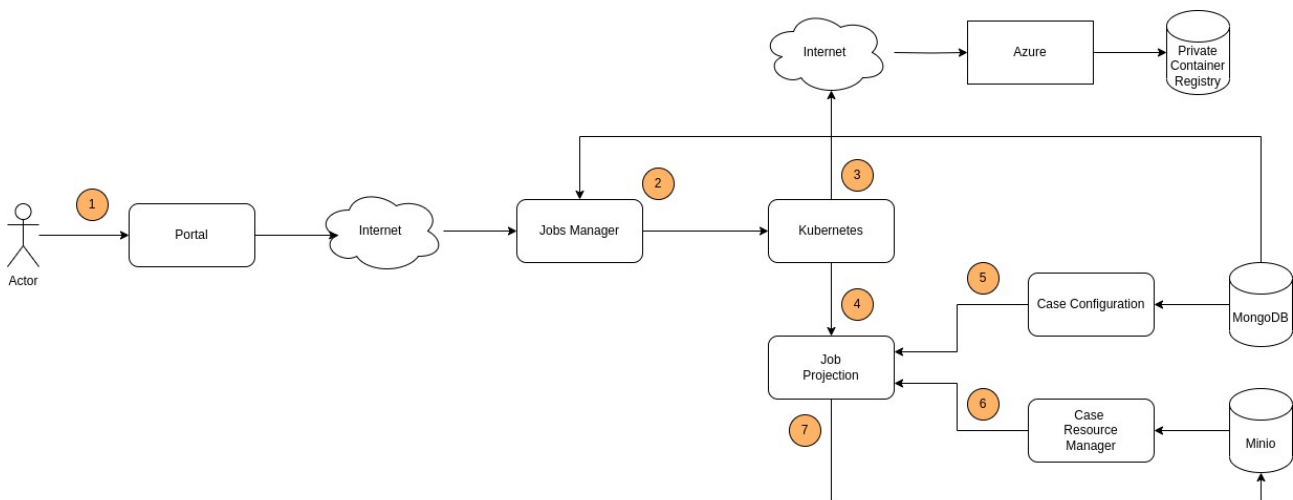 Internet
Azure
Private
Container
Registry
1
2
3
Portal
Internet
Jobs Manager
Kubernetes
Actor
4
5
Case Configuration
MongoDB
Job
Projection
6
7
Case
Resource
Manager
Minio